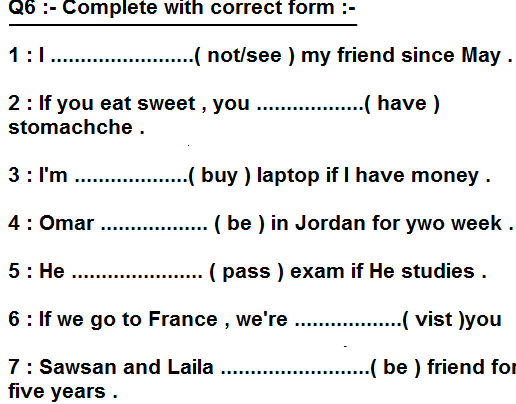 Q6 :- Complete with correct form :-
1 : I ........................( not/see ) my friend since May .
2 : If you eat sweet , you ..................( have )
stomachche .
3 : I'm ...................( buy ) laptop if I have money .
4 : Omar .................. ( be ) in Jordan for ywo week .
5 : He ...................... ( pass ) exam if He studies .
6 : If we go to France , we're ..................( vist )you
7 : Sawsan and Laila .........................( be ) friend for
five years .